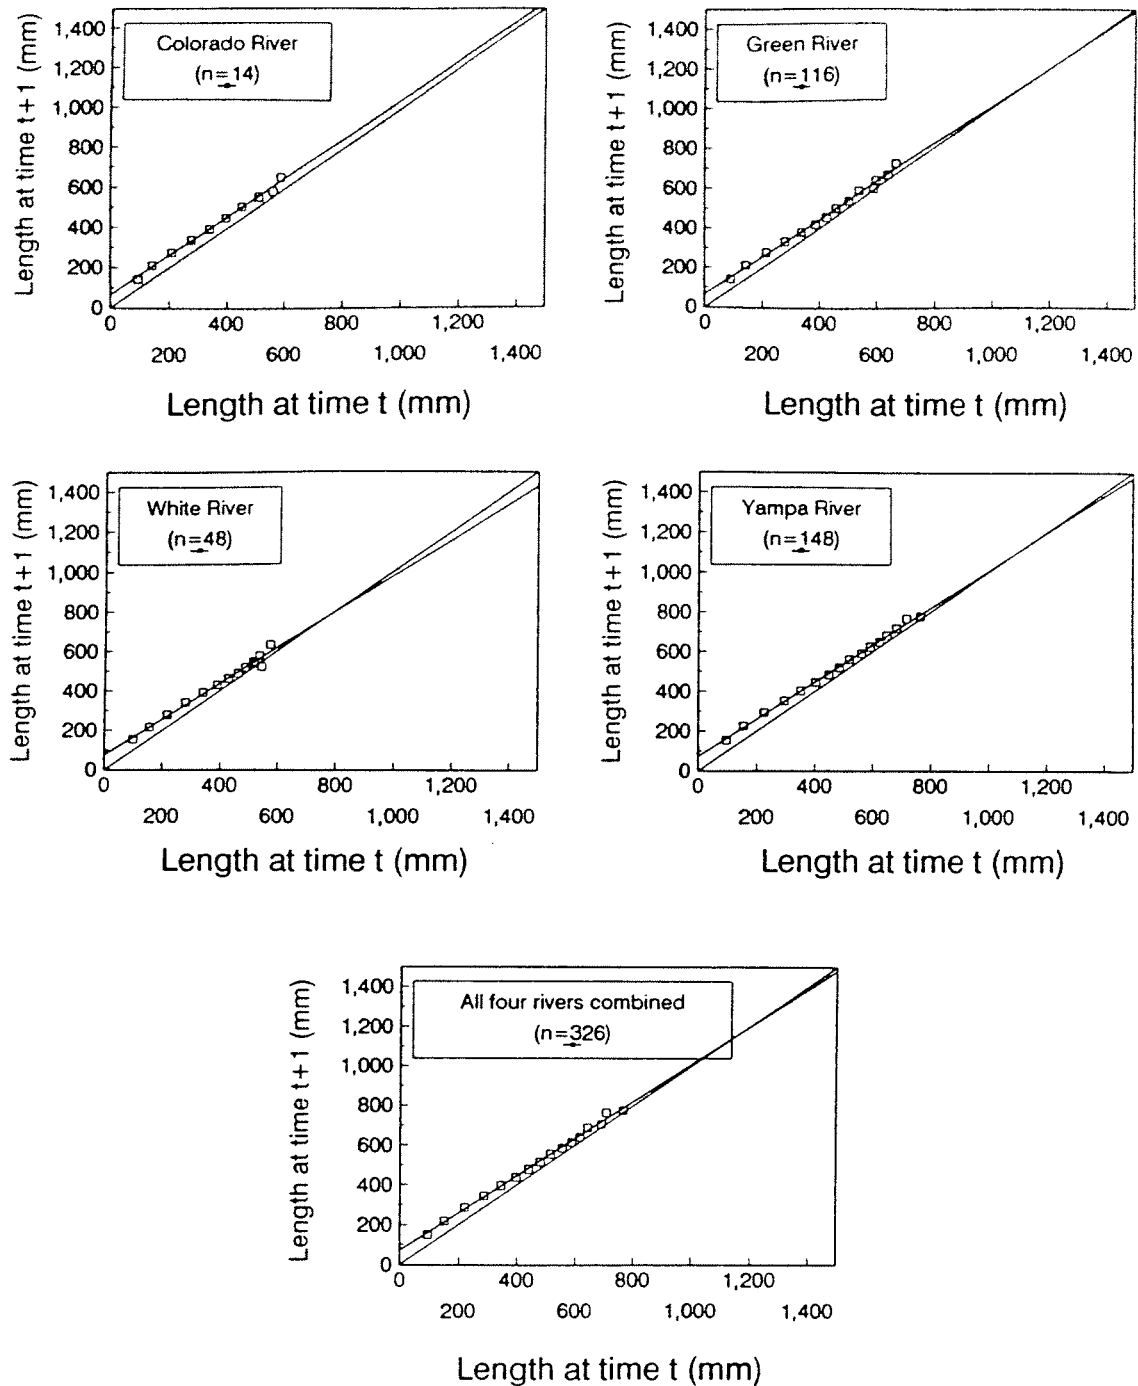 Length at time t+1 (mm)
1,400
1,200
1,000
800
600
400
200
0
Colorado River
(n=14)
0 400 800 1,200
200 600 1,000 1,400
Length at time t (mm)
Length at time t+1 (mm)
1,400
1,200
1,000
800
600
400
200
0
Green River
(n=116)
0 400 800 1,200
200 600 1,000 1,400
Length at time t (mm)
Length at time t+1 (mm)
1,400
1,200
1,000
800
600
400
200
0
White River
(n=48)
0 400 800 1,200
200 600 1,000 1,400
Length at time t (mm)
Length at time t+1 (mm)
1,400
1,200
1,000
800
600
400
200
0
Yampa River
(n=148)
0 400 800 1,200
200 600 1,000 1,400
Length at time t (mm)
Length at time t+1 (mm)
1,400
1,200
1,000
800
600
400
200
0
All four rivers combined
(n=326)
0 400 800 1,200
200 600 1,000 1,400
Length at time t (mm)